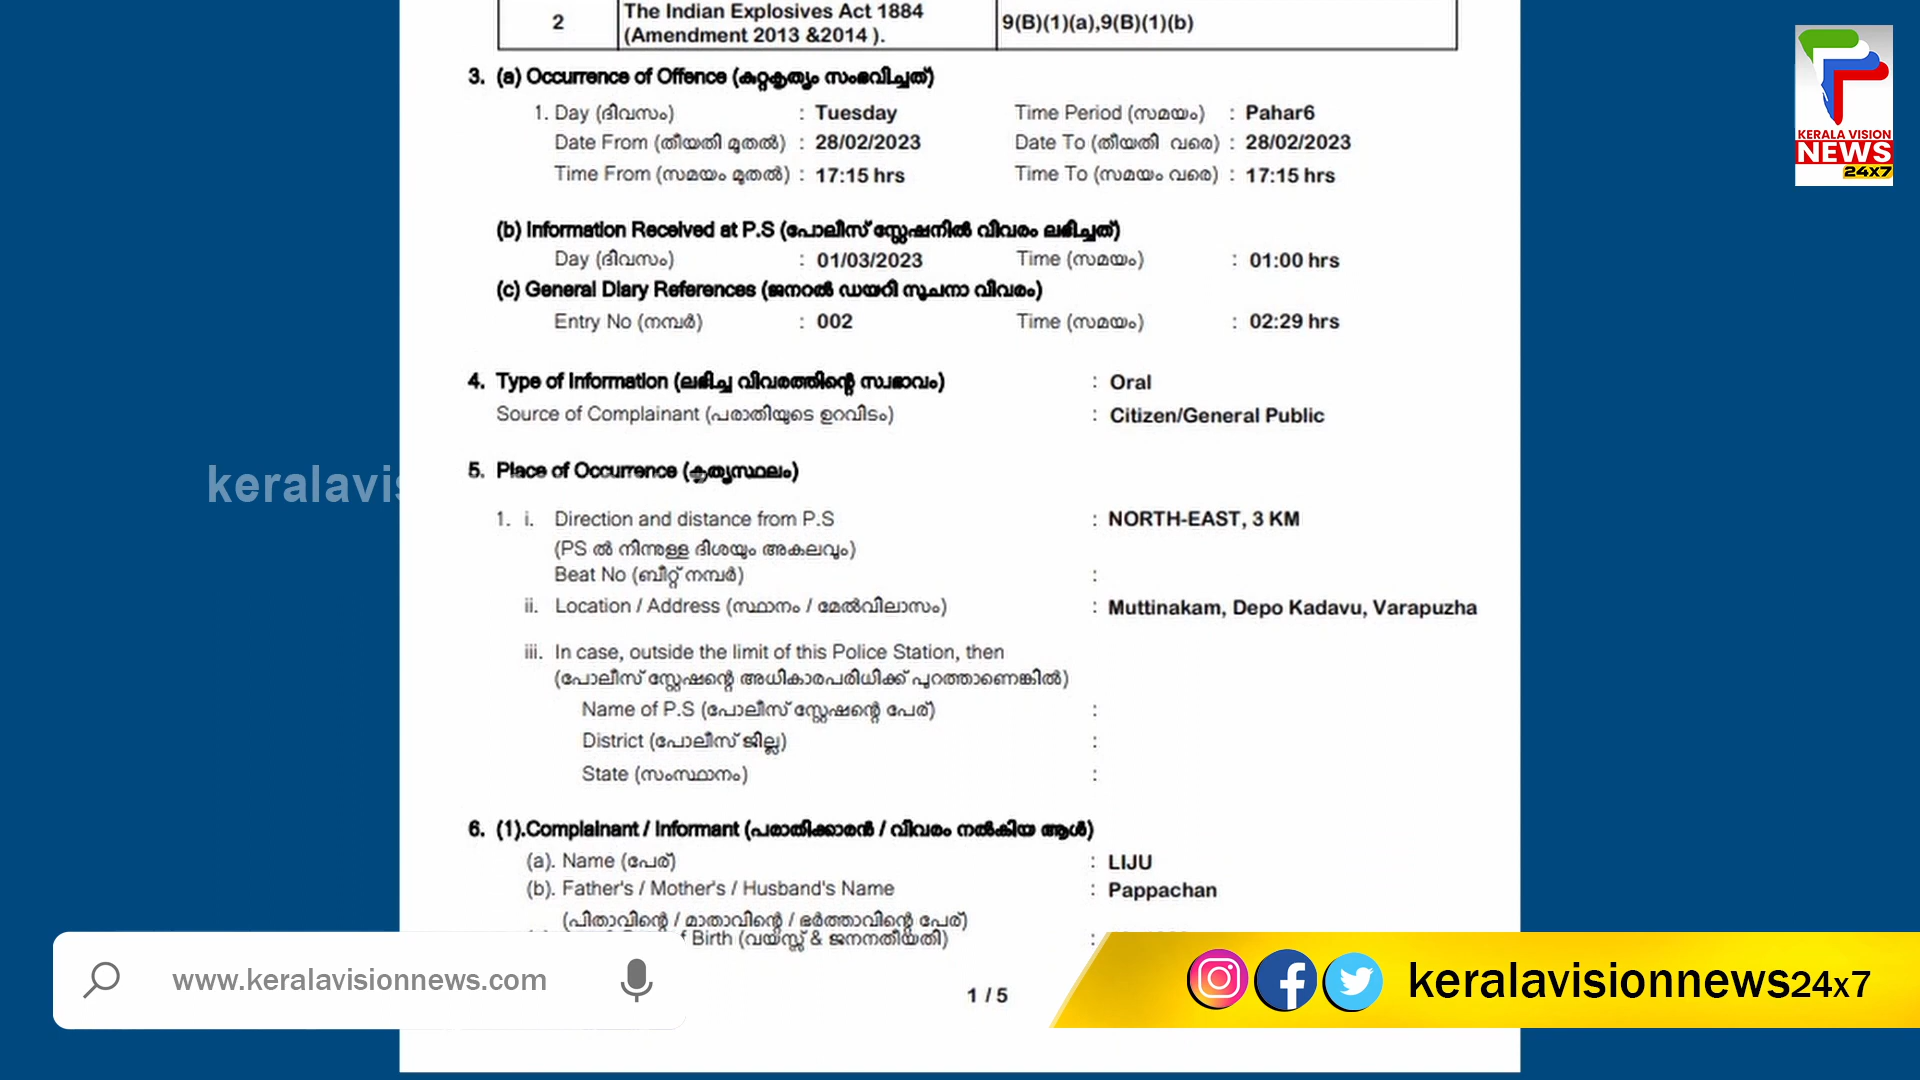 2 The Indian Explosives Act 1884 (Amendment 2013 &2014 ). 9(B)(1)(a),9(B)(1)(b)
3. (a) Occurrence of Offence (കുറ്റകൃത്യം സംഭവിച്ചത്)
1. Day (ദിവസം) : Tuesday Time Period (സമയം) : Pahar6
Date From (തീയതി മുതൽ) : 28/02/2023 Date To (തീയതി വരെ) : 28/02/2023
Time From (സമയം മുതൽ) : 17:15 hrs Time To (സമയം വരെ) : 17:15 hrs
(b) Information Received at P.S (പോലീസ് സ്റ്റേഷനിൽ വിവരം ലഭിച്ചത്)
Day (ദിവസം) : 01/03/2023 Time (സമയം) : 01:00 hrs
(c) General Diary References (ജനറൽ ഡയറി സൂചനാ വിവരം)
Entry No (നമ്പർ) : 002 Time (സമയം) : 02:29 hrs
4. Type of Information (ലഭിച്ച വിവരത്തിന്റെ സ്വഭാവം) : Oral
Source of Complainant (പരാതിയുടെ ഉറവിടം) : Citizen/General Public
5. Place of Occurrence (കൃത്യസ്ഥലം)
1. i. Direction and distance from P.S : NORTH-EAST, 3 KM
(PS ൽ നിന്നുള്ള ദിശയും അകലവും)
Beat No (ബീറ്റ് നമ്പർ) :
ii. Location / Address (സ്ഥാനം / മേൽവിലാസം) : Muttinakam, Depo Kadavu, Varapuzha
iii. In case, outside the limit of this Police Station, then
(പോലീസ് സ്റ്റേഷന്റെ അധികാരപരിധിക്ക് പുറത്താണെങ്കിൽ)
Name of P.S (പോലീസ് സ്റ്റേഷന്റെ പേര്) :
District (പോലീസ് ജില്ല) :
State (സംസ്ഥാനം) :
6. (1).Complainant / Informant (പരാതിക്കാരൻ / വിവരം നൽകിയ ആൾ)
(a). Name (പേര്) : LIJU
(b). Father's / Mother's / Husband's Name : Pappachan
(പിതാവിന്റെ / മാതാവിന്റെ / ഭർത്താവിന്റെ പേര്)
Birth (വയസ്സ് & ജനനതീയതി) :
1 / 5
keralavis
KERALA VISION
NEWS
24x7
www.keralavisionnews.com
keralavisionnews24x7